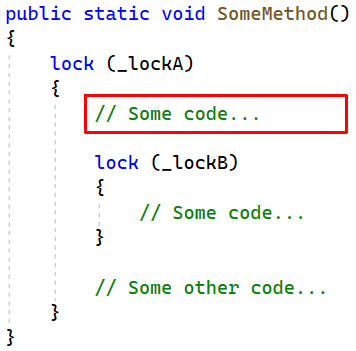 public static void SomeMethod()
{
    lock (_lockA)
    {
        // Some code...
        lock (_lockB)
        {
            // Some code...
        }
        // Some other code...
    }
}